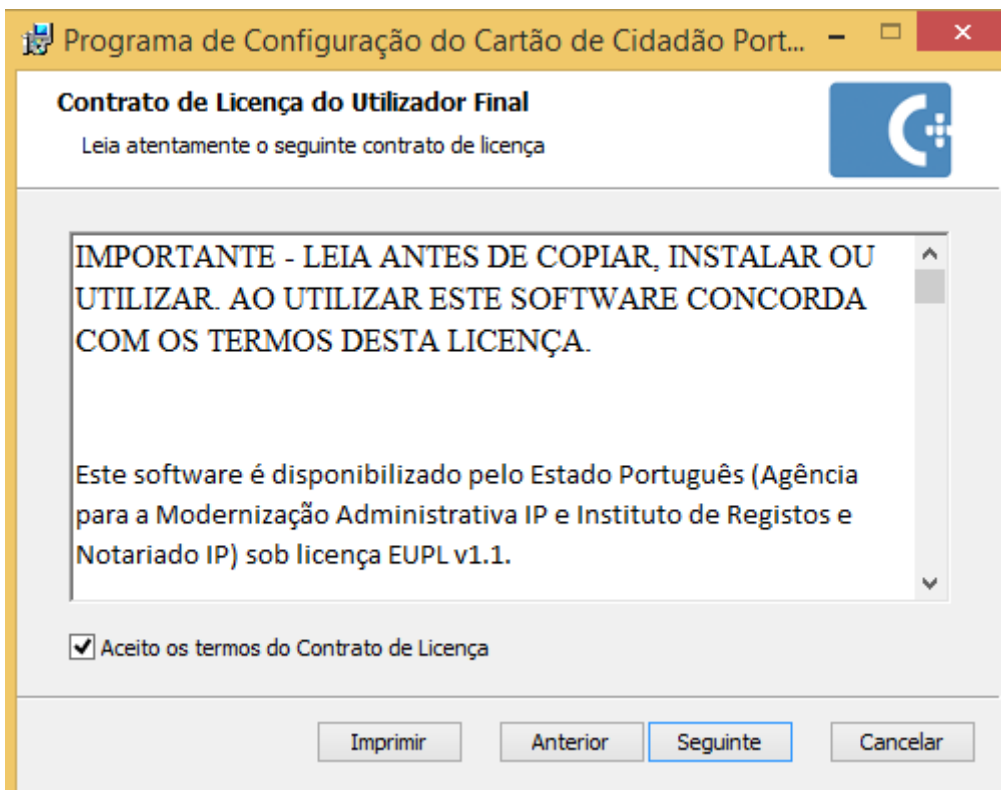 Programa de Configuração do Cartão de Cidadão Port...
Contrato de Licença do Utilizador Final
Leia atentamente o seguinte contrato de licença
IMPORTANTE - LEIA ANTES DE COPIAR, INSTALAR OU
UTILIZAR. AO UTILIZAR ESTE SOFTWARE CONCORDA
COM OS TERMOS DESTA LICENÇA.
Este software é disponibilizado pelo Estado Português (Agência
para a Modernização Administrativa IP e Instituto de Registos e
Notariado IP) sob licença EUPL v1.1.
Aceito os termos do Contrato de Licença
Imprimir Anterior Seguinte Cancelar